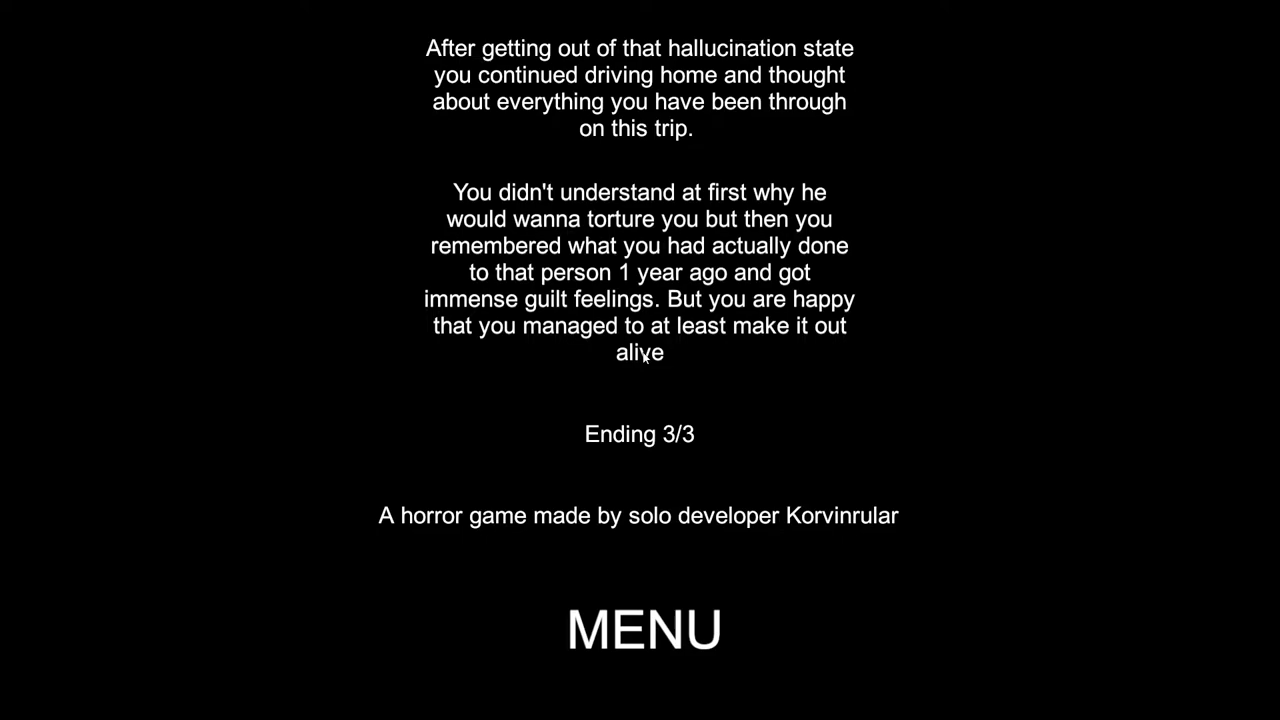 After getting out of that hallucination state
you continued driving home and thought
about everything you have been through
on this trip.
You didn't understand at first why he
would wanna torture you but then you
remembered what you had actually done
to that person 1 year ago and got
immense guilt feelings. But you are happy
that you managed to at least make it out
alive
Ending 3/3
A horror game made by solo developer Korvinrular
MENU